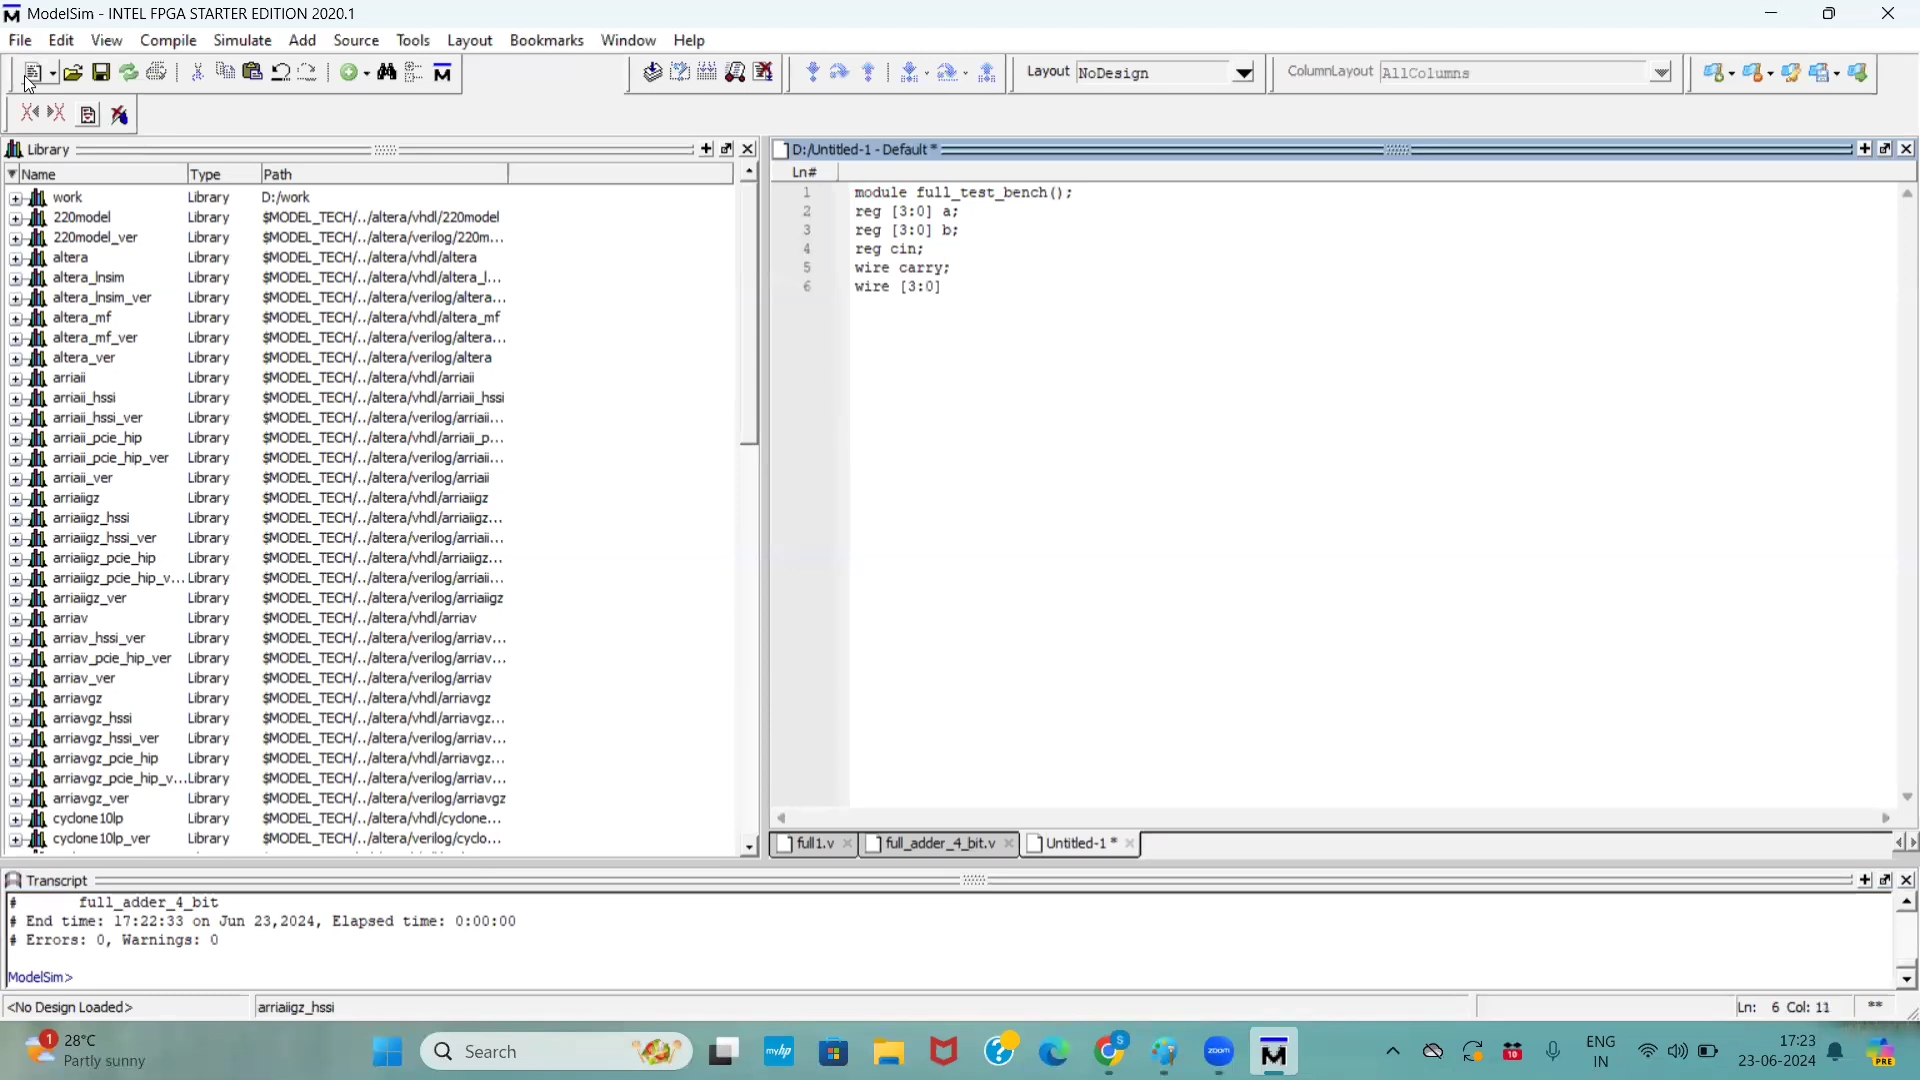 ModelSim - INTEL FPGA STARTER EDITION 2020.1
File Edit View Compile Simulate Add Source Tools Layout Bookmarks Window Help
Layout NoDesign ColumnLayout AllColumns
Library
Name Type Path
work Library D:/work
220model Library $MODEL_TECH/../altera/vhdl/220model
220model_ver Library $MODEL_TECH/../altera/verilog/220m...
altera Library $MODEL_TECH/../altera/vhdl/altera
altera_lnsim Library $MODEL_TECH/../altera/vhdl/altera_l...
altera_lnsim_ver Library $MODEL_TECH/../altera/verilog/altera...
altera_mf Library $MODEL_TECH/../altera/vhdl/altera_mf
altera_mf_ver Library $MODEL_TECH/../altera/verilog/altera...
altera_ver Library $MODEL_TECH/../altera/verilog/altera
arriaii Library $MODEL_TECH/../altera/vhdl/arriaii
arriaii_hssi Library $MODEL_TECH/../altera/vhdl/arriaii_hssi
arriaii_hssi_ver Library $MODEL_TECH/../altera/verilog/arriaii...
arriaii_pcie_hip Library $MODEL_TECH/../altera/vhdl/arriaii_p...
arriaii_pcie_hip_ver Library $MODEL_TECH/../altera/verilog/arriaii...
arriaii_ver Library $MODEL_TECH/../altera/verilog/arriaii
arriaiigz Library $MODEL_TECH/../altera/vhdl/arriaiigz
arriaiigz_hssi Library $MODEL_TECH/../altera/vhdl/arriaiigz...
arriaiigz_hssi_ver Library $MODEL_TECH/../altera/verilog/arriaii...
arriaiigz_pcie_hip Library $MODEL_TECH/../altera/vhdl/arriaiigz...
arriaiigz_pcie_hip_v... Library $MODEL_TECH/../altera/verilog/arriaii...
arriaiigz_ver Library $MODEL_TECH/../altera/verilog/arriaiigz
arriav Library $MODEL_TECH/../altera/vhdl/arriav
arriav_hssi_ver Library $MODEL_TECH/../altera/verilog/arriav...
arriav_pcie_hip_ver Library $MODEL_TECH/../altera/verilog/arriav...
arriav_ver Library $MODEL_TECH/../altera/verilog/arriav
arriavgz Library $MODEL_TECH/../altera/vhdl/arriavgz
arriavgz_hssi Library $MODEL_TECH/../altera/vhdl/arriavgz...
arriavgz_hssi_ver Library $MODEL_TECH/../altera/verilog/arriav...
arriavgz_pcie_hip Library $MODEL_TECH/../altera/vhdl/arriavgz...
arriavgz_pcie_hip_v... Library $MODEL_TECH/../altera/verilog/arriav...
arriavgz_ver Library $MODEL_TECH/../altera/verilog/arriavgz
cyclone10lp Library $MODEL_TECH/../altera/vhdl/cyclone...
cyclone10lp_ver Library $MODEL_TECH/../altera/verilog/cyclo...
D:/Untitled-1 - Default *
Ln#
1 module full_test_bench();
2 reg [3:0] a;
3 reg [3:0] b;
4 reg cin;
5 wire carry;
6 wire [3:0]
full1.v full_adder_4_bit.v Untitled-1 *
Transcript
# full_adder_4_bit
# End time: 17:22:33 on Jun 23,2024, Elapsed time: 0:00:00
# Errors: 0, Warnings: 0
ModelSim>
<No Design Loaded> arriaiigz_hssi Ln: 6 Col: 11 **
1 28°C
Partly sunny
Search
myhp
zoom
10
ENG
IN
17:23
23-06-2024
PRE